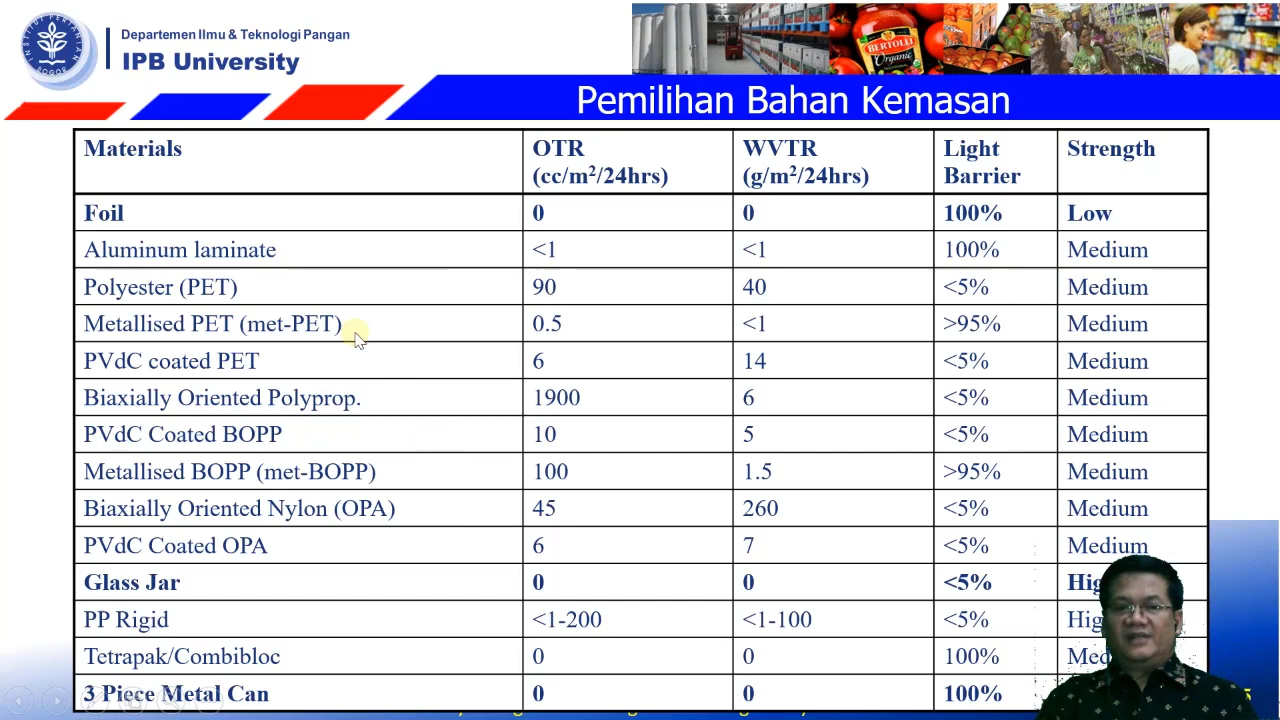 INSTITUT PERTANIAN
BOGOR
Departemen Ilmu & Teknologi Pangan
IPB University
BERTOLLI
Organic
Pemilihan Bahan Kemasan
Materials OTR (cc/m²/24hrs) WVTR (g/m²/24hrs) Light Barrier Strength
Foil 0 0 100% Low
Aluminum laminate <1 <1 100% Medium
Polyester (PET) 90 40 <5% Medium
Metallised PET (met-PET) 0.5 <1 >95% Medium
PVdC coated PET 6 14 <5% Medium
Biaxially Oriented Polyprop. 1900 6 <5% Medium
PVdC Coated BOPP 10 5 <5% Medium
Metallised BOPP (met-BOPP) 100 1.5 >95% Medium
Biaxially Oriented Nylon (OPA) 45 260 <5% Medium
PVdC Coated OPA 6 7 <5% Medium
Glass Jar 0 0 <5%
PP Rigid <1-200 <1-100 <5%
Tetrapak/Combibloc 0 0 100%
3 Piece Metal Can 0 0 100%